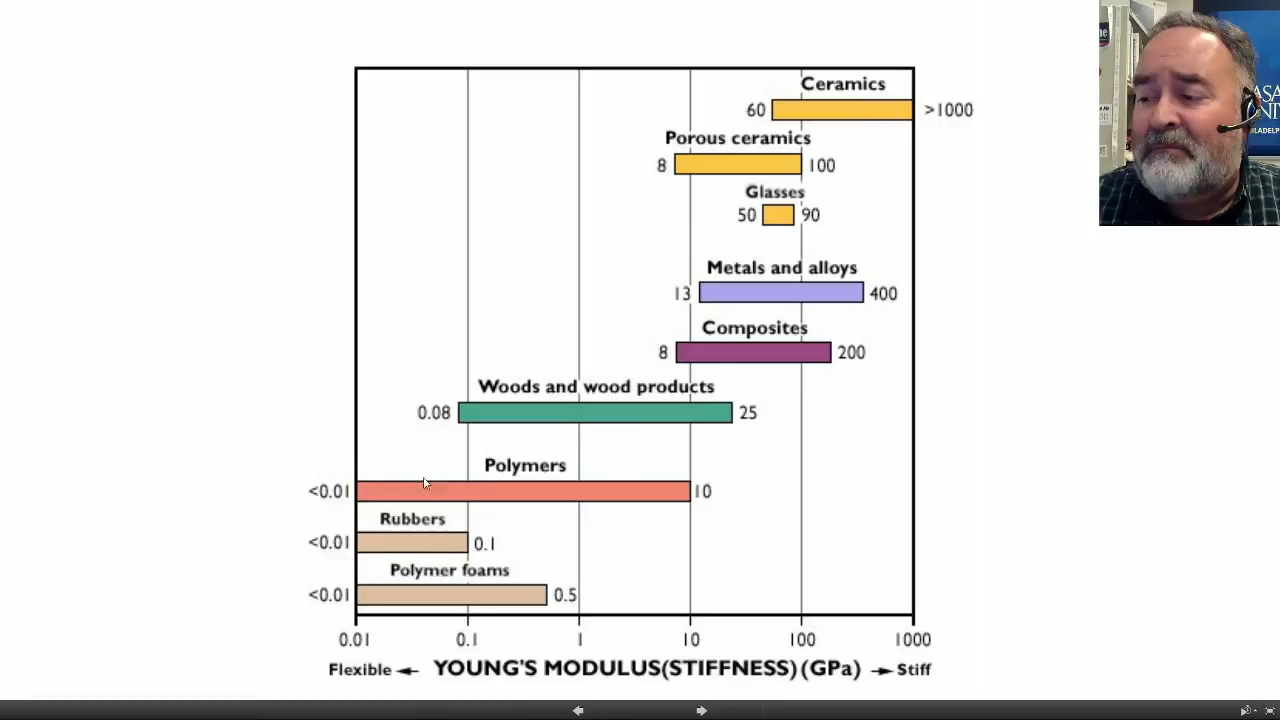 Ceramics
60 >1000
Porous ceramics
8 100
Glasses
50 90
Metals and alloys
13 400
Composites
8 200
Woods and wood products
0.08 25
Polymers
<0.01 10
Rubbers
<0.01 0.1
Polymer foams
<0.01 0.5
0.01 0.1 1 10 100 1000
Flexible ← YOUNG'S MODULUS(STIFFNESS)(GPa) → Stiff